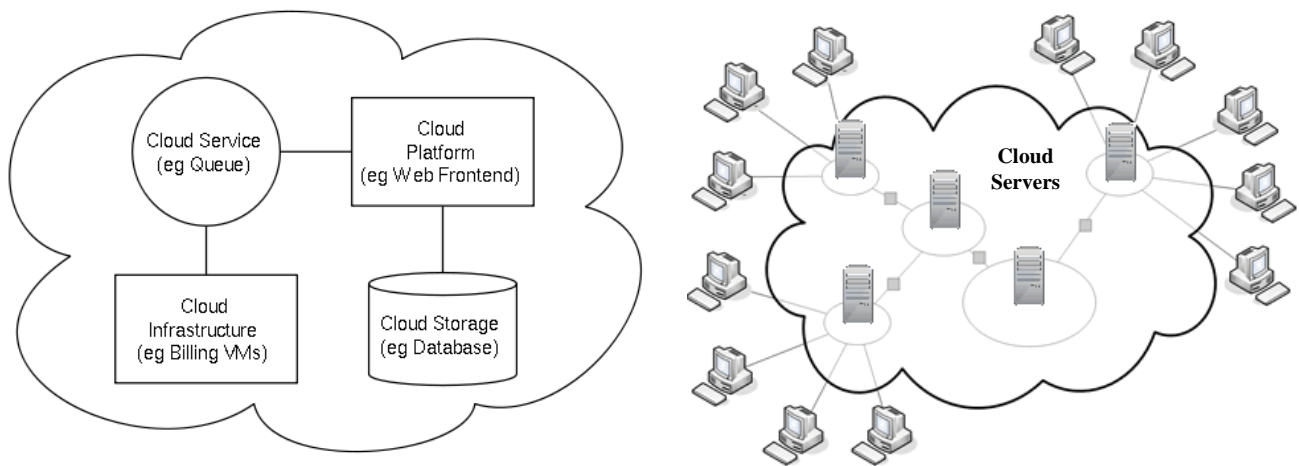 Cloud Service
(eg Queue)
Cloud
Platform
(eg Web Frontend)
Cloud
Infrastructure
(eg Billing VMs)
Cloud Storage
(eg Database)
Cloud
Servers